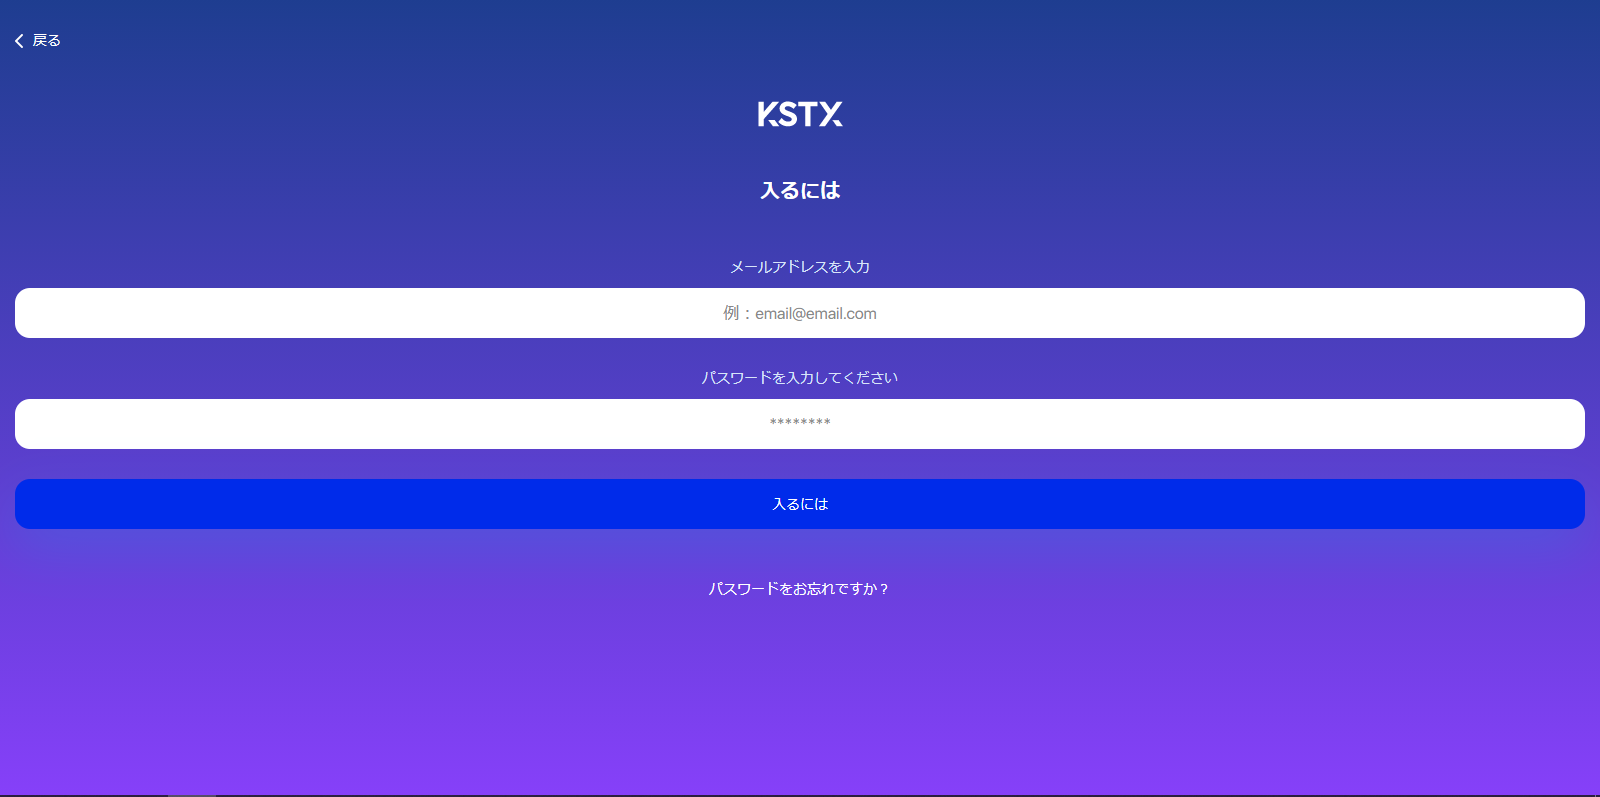 戻る
KSTX
入るには
メールアドレスを入力
例：email@email.com
パスワードを入力してください
********
入るには
パスワードをお忘れですか？